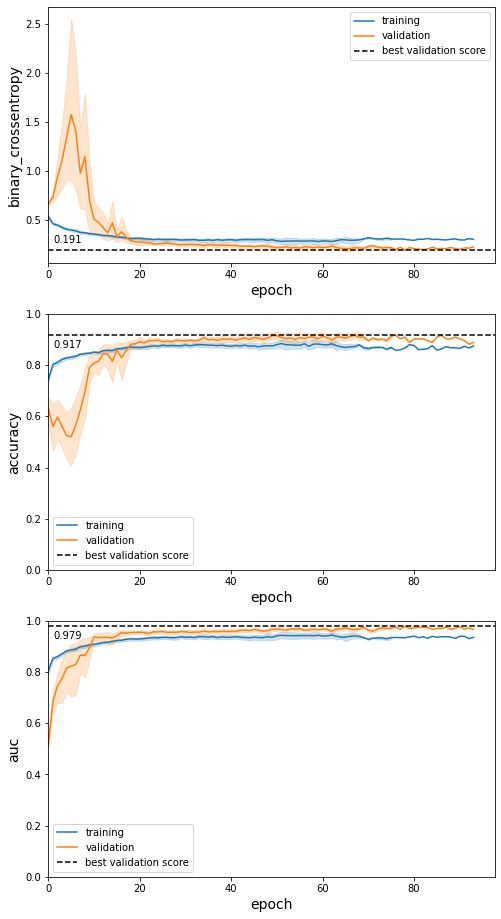 training
validation
best validation score
2.5
2.0
1.5
1.0
0.5
binary_crossentropy
0.191
0 20 40 60 80
epoch
1.0
0.8
0.6
0.4
0.2
0.0
accuracy
0.917
training
validation
best validation score
0 20 40 60 80
epoch
1.0
0.8
0.6
0.4
0.2
0.0
auc
0.979
training
validation
best validation score
0 20 40 60 80
epoch